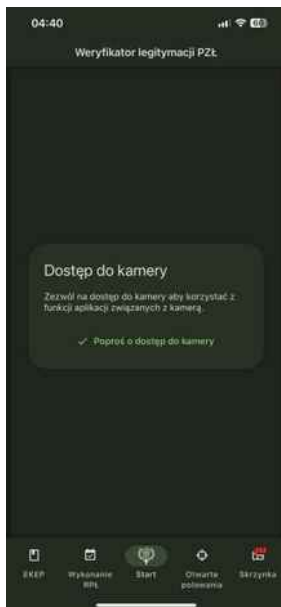 04:40
Weryfikator legitymacji PZŁ
Dostęp do kamery
Zezwól na dostęp do kamery aby korzystać z
funkcji aplikacji związanych z kamerą.
Poproś o dostęp do kamery
EKEP
Wykonanie
RPŁ
Start
Otwarte
polowania
Skrzynka